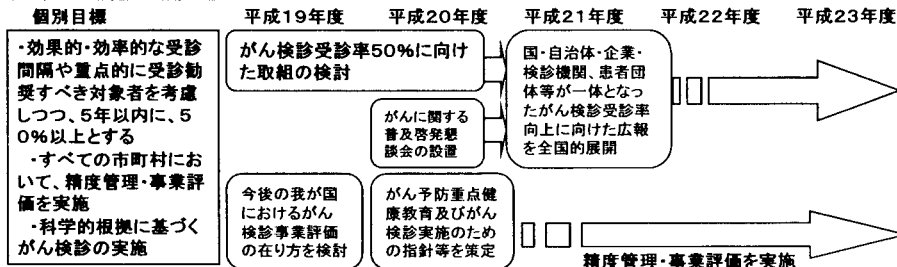 個別目標
平成19年度
平成20年度
平成21年度
平成22年度
平成23年度
・効果的・効率的な受診
間隔や重点的に受診勧
奨すべき対象者を考慮
しつつ、5年以内に、5
0%以上とする
・すべての市町村にお
いて、精度管理・事業評
価を実施
・科学的根拠に基づく
がん検診の実施
がん検診受診率50%に向け
た取組の検討
がんに関する
普及啓発懇
談会の設置
国・自治体・企業・
検診機関、患者団
体等が一体となっ
たがん検診受診率
向上に向けた広報
を全国的展開
今後の我が国
におけるがん
検診事業評価
の在り方を検討
がん予防重点健
康教育及びがん
検診実施のため
の指針等を策定
精度管理・事業評価を実施